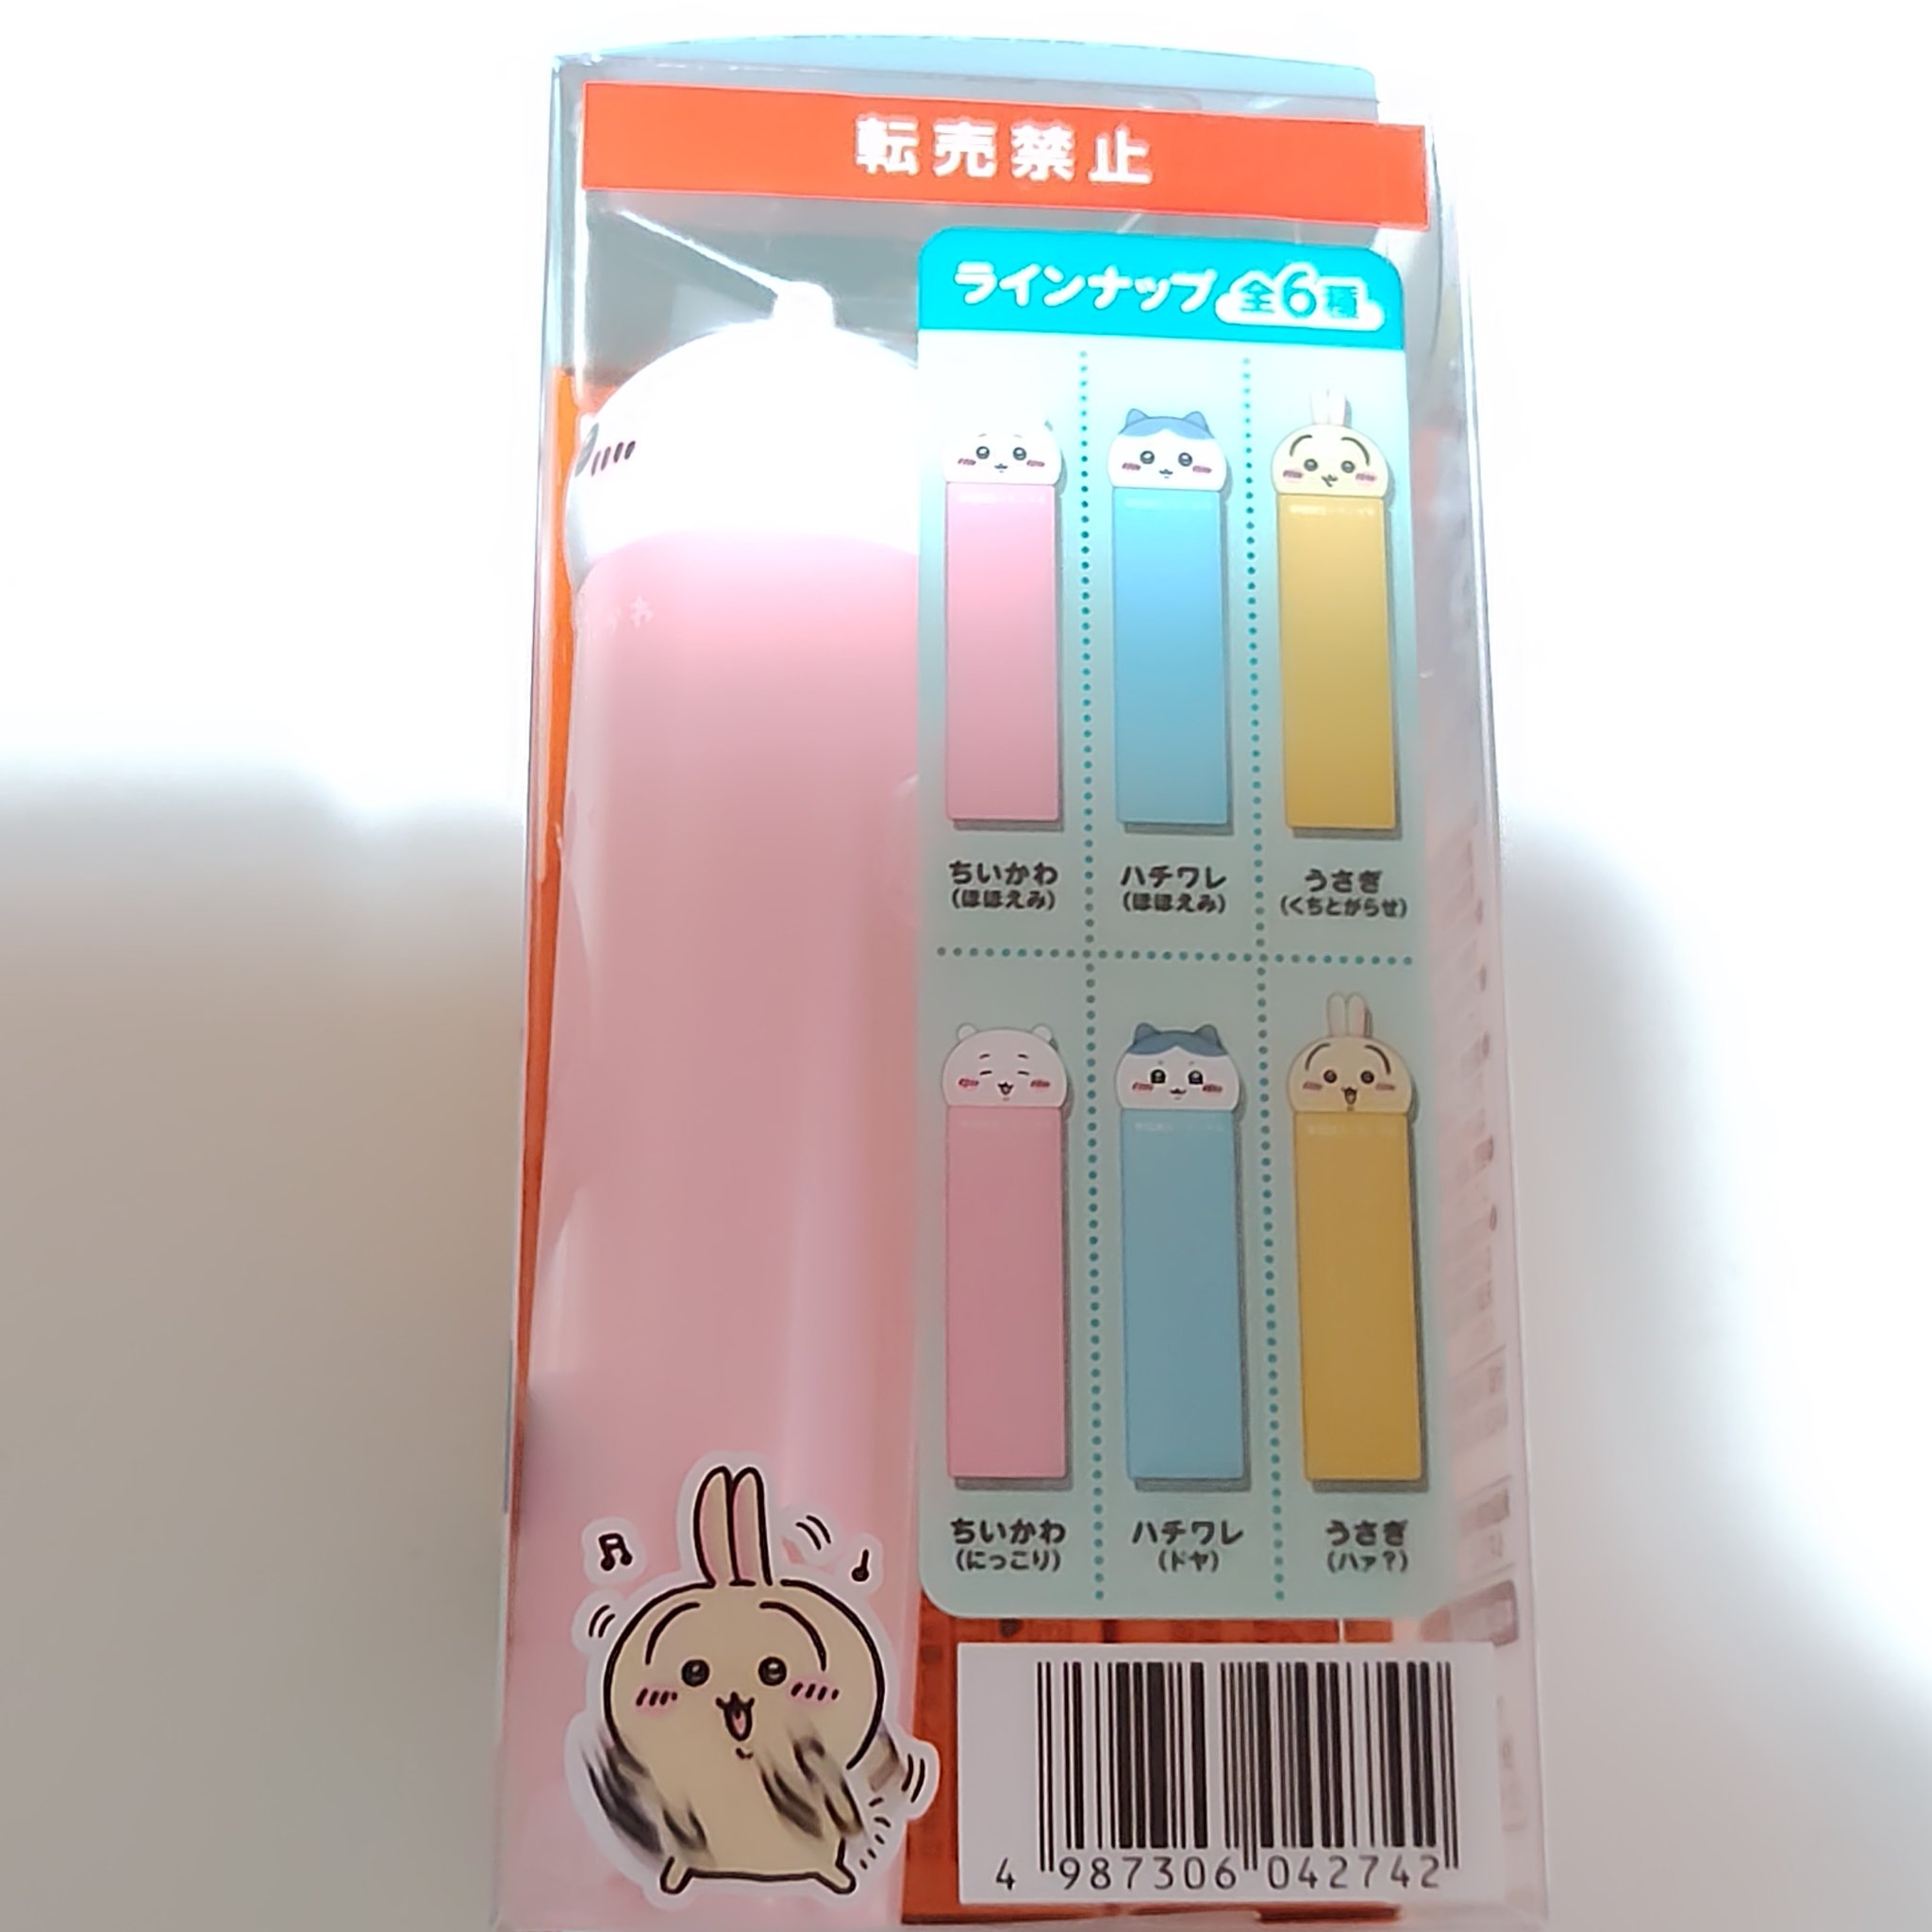 転売禁止
ラインナップ 全6種
ちいかわ
(ほほえみ)
ハチワレ
(ほほえみ)
うさぎ
(くちとがらせ)
ちいかわ
(にっこり)
ハチワレ
(ドヤ)
うさぎ
(ハァ?)
4 987306 042742